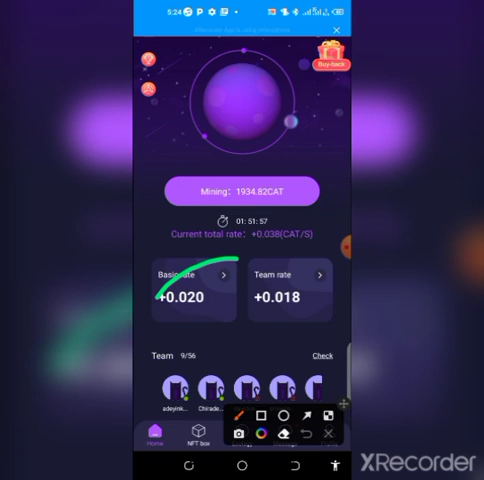 5:24
Buy-back
Mining: 1934.82CAT
01:51:57
Current total rate: +0.038(CAT/S)
Basic rate
Team rate
+0.020
+0.018
Team 9/56
Check
adeyink...
Chirade...
Home
NFT box
XRecorder